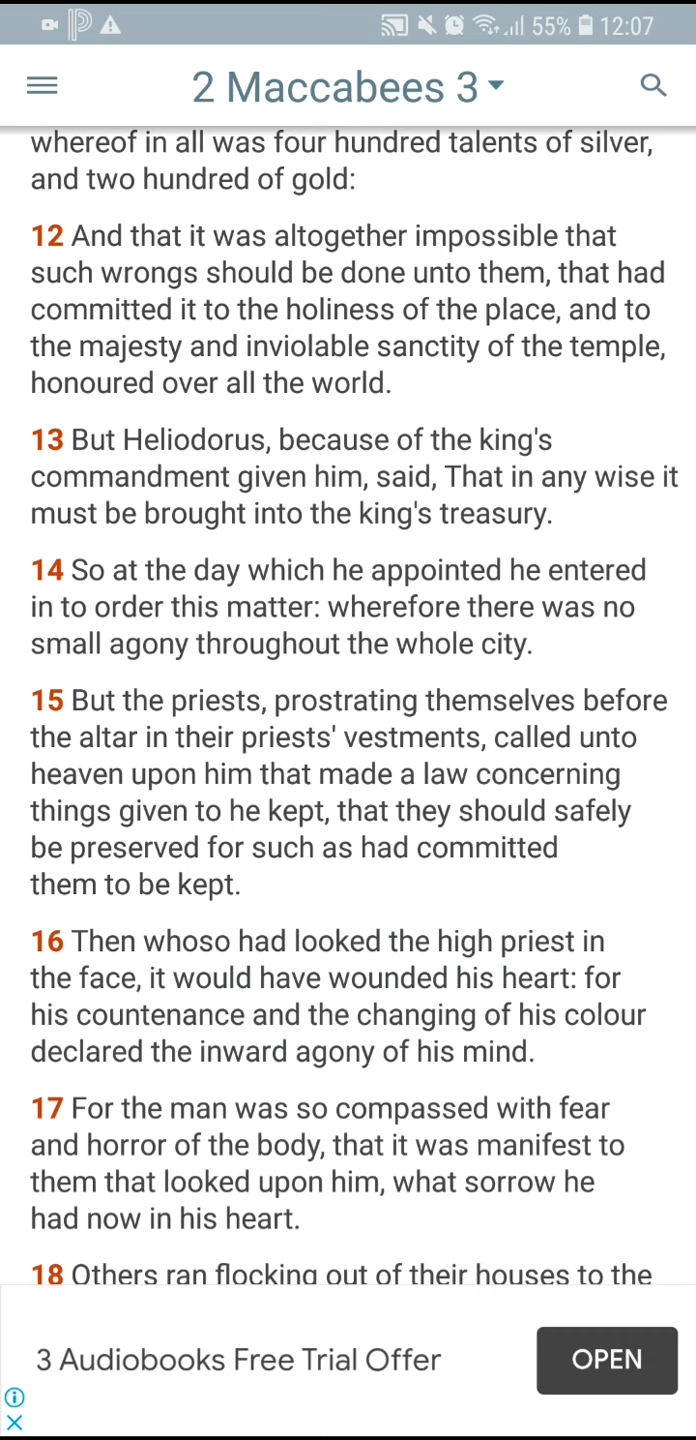 55% 12:07
2 Maccabees 3
whereof in all was four hundred talents of silver,
and two hundred of gold:
12 And that it was altogether impossible that
such wrongs should be done unto them, that had
committed it to the holiness of the place, and to
the majesty and inviolable sanctity of the temple,
honoured over all the world.
13 But Heliodorus, because of the king's
commandment given him, said, That in any wise it
must be brought into the king's treasury.
14 So at the day which he appointed he entered
in to order this matter: wherefore there was no
small agony throughout the whole city.
15 But the priests, prostrating themselves before
the altar in their priests' vestments, called unto
heaven upon him that made a law concerning
things given to he kept, that they should safely
be preserved for such as had committed
them to be kept.
16 Then whoso had looked the high priest in
the face, it would have wounded his heart: for
his countenance and the changing of his colour
declared the inward agony of his mind.
17 For the man was so compassed with fear
and horror of the body, that it was manifest to
them that looked upon him, what sorrow he
had now in his heart.
18 Others ran flocking out of their houses to the
3 Audiobooks Free Trial Offer
OPEN